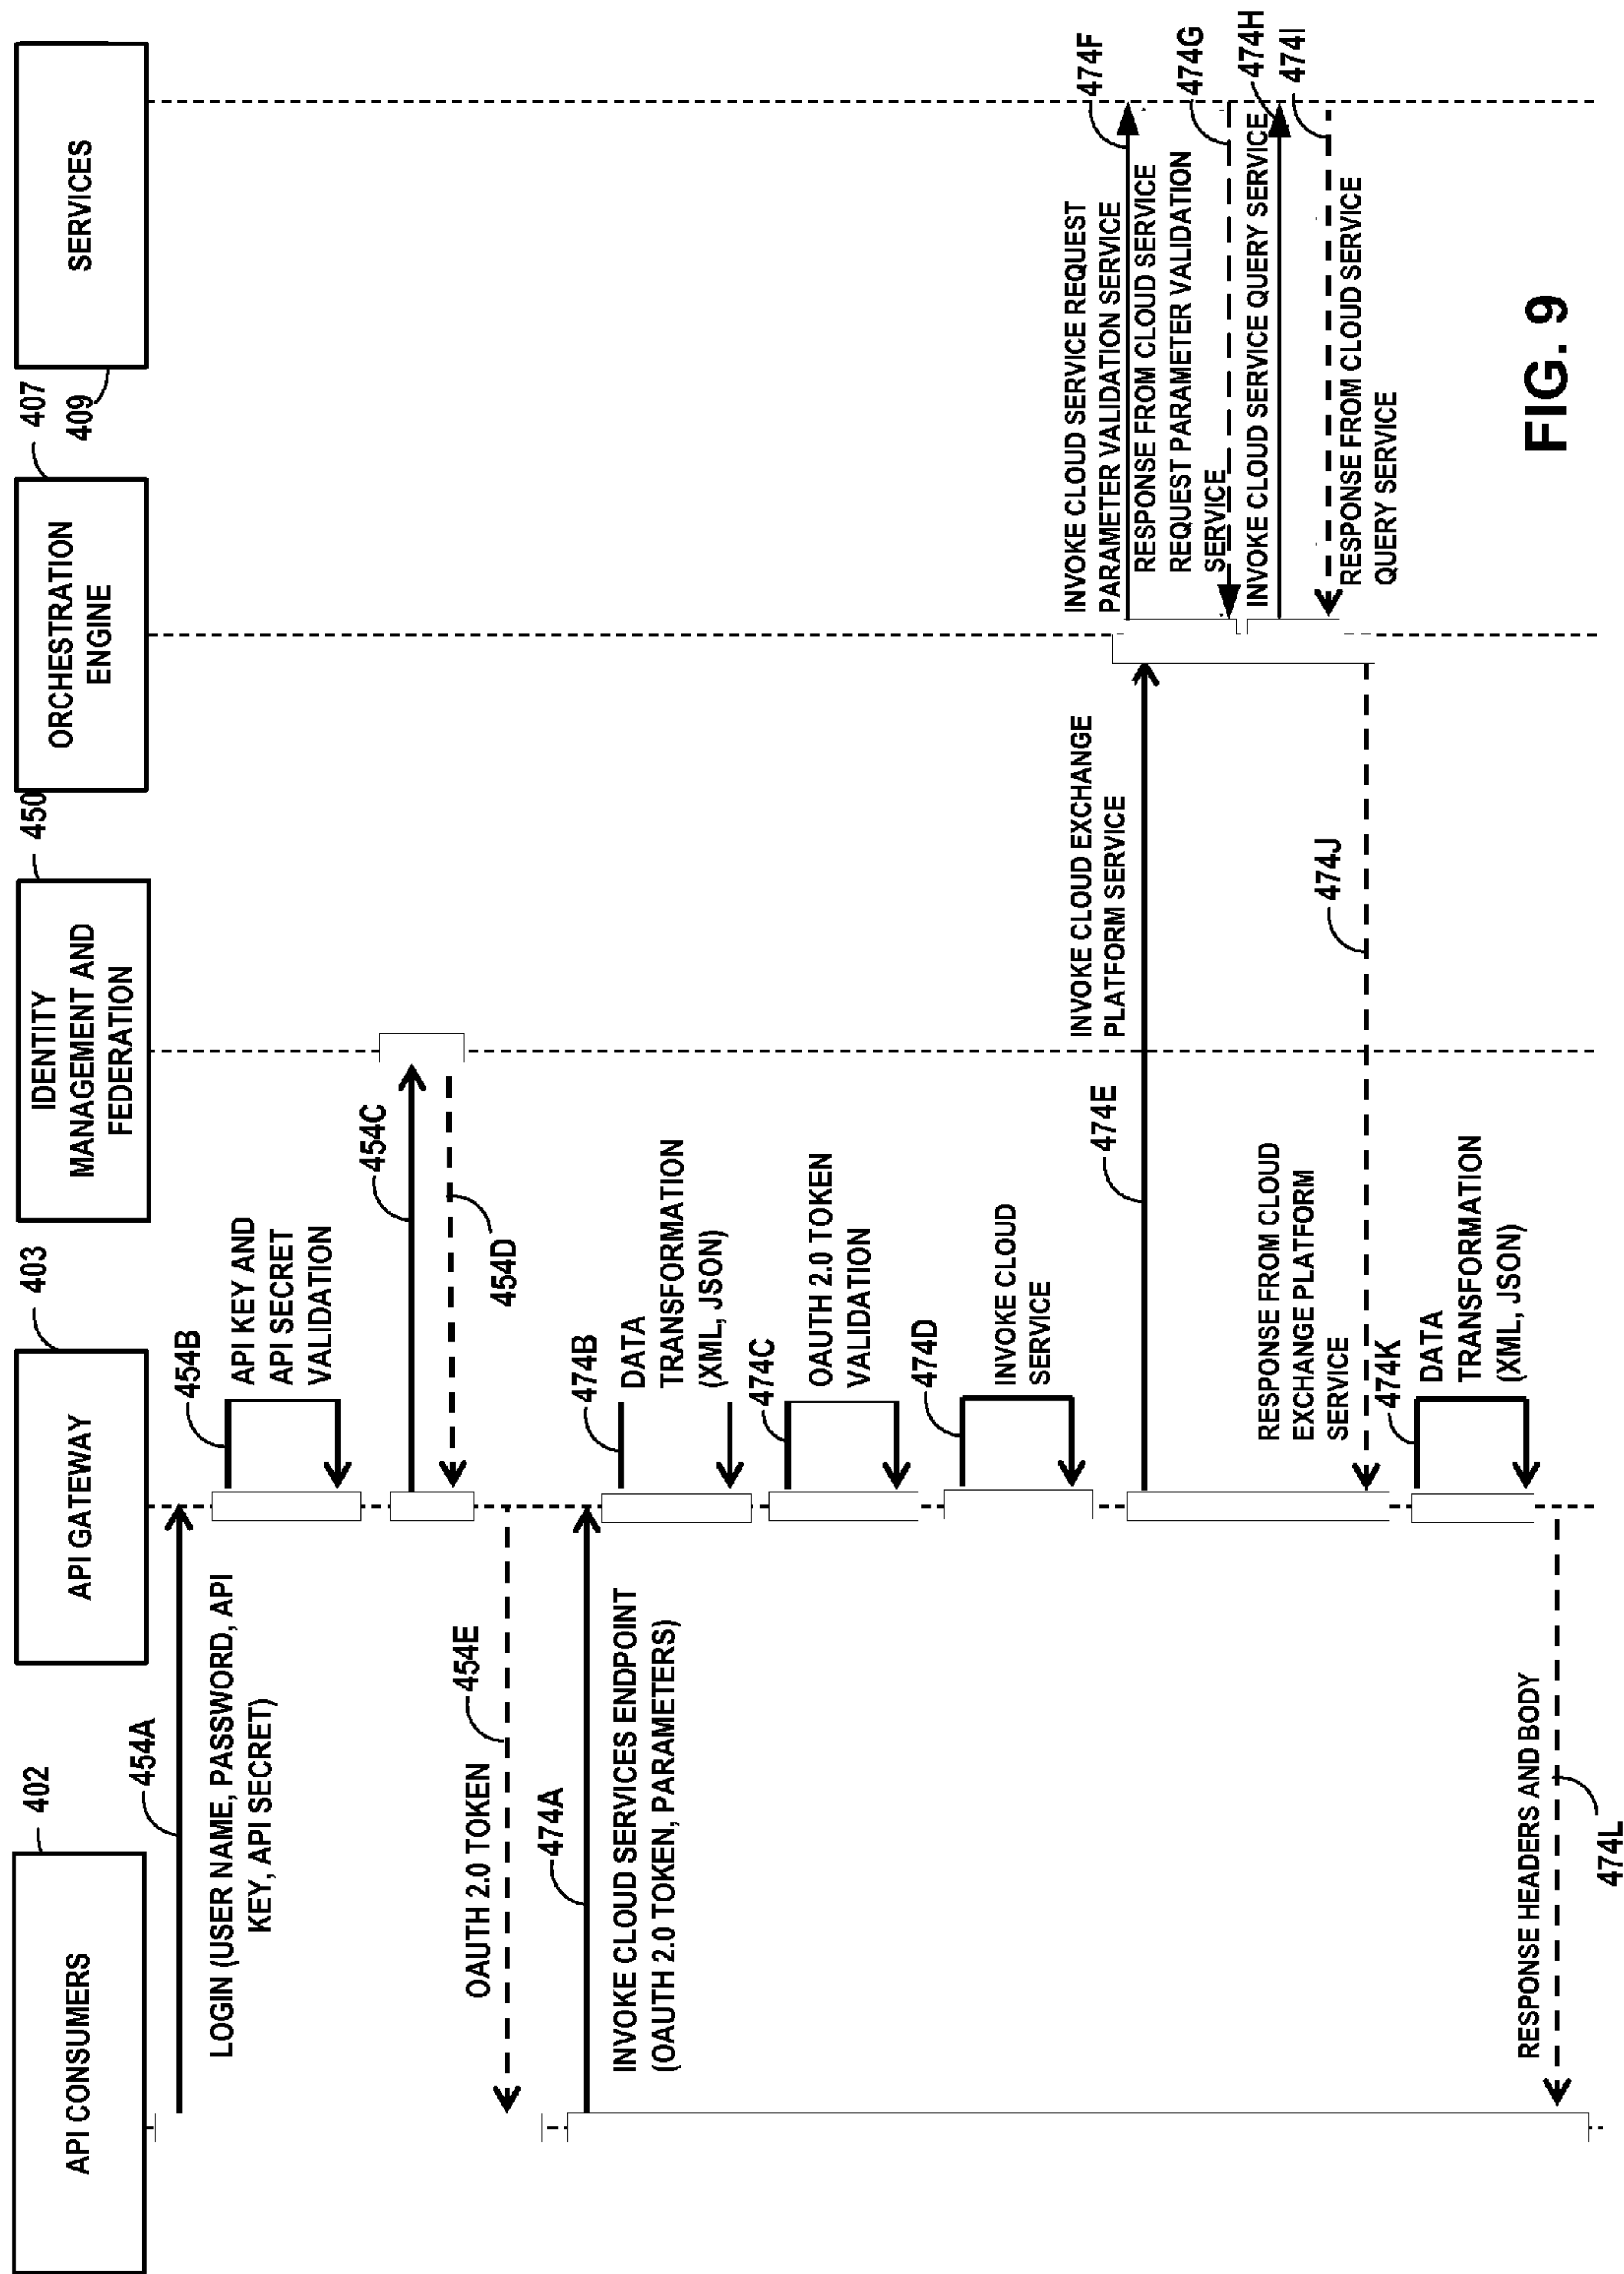 API CONSUMERS
402
API GATEWAY
403
IDENTITY
MANAGEMENT AND
FEDERATION
450
ORCHESTRATION
ENGINE
407
SERVICES
409
454A
LOGIN (USER NAME, PASSWORD, API
KEY, API SECRET)
454B
API KEY AND
API SECRET
VALIDATION
454C
454D
454E
OAUTH 2.0 TOKEN
474A
INVOKE CLOUD SERVICES ENDPOINT
(OAUTH 2.0 TOKEN, PARAMETERS)
474B
DATA
TRANSFORMATION
(XML, JSON)
474C
OAUTH 2.0 TOKEN
VALIDATION
474D
INVOKE CLOUD
SERVICE
474E
INVOKE CLOUD EXCHANGE
PLATFORM SERVICE
474F
INVOKE CLOUD SERVICE REQUEST
PARAMETER VALIDATION SERVICE
RESPONSE FROM CLOUD SERVICE
REQUEST PARAMETER VALIDATION
SERVICE
474G
INVOKE CLOUD SERVICE QUERY SERVICE
474H
474I
RESPONSE FROM CLOUD SERVICE
QUERY SERVICE
474J
RESPONSE FROM CLOUD
EXCHANGE PLATFORM
SERVICE
474K
DATA
TRANSFORMATION
(XML, JSON)
RESPONSE HEADERS AND BODY
474L
FIG. 9